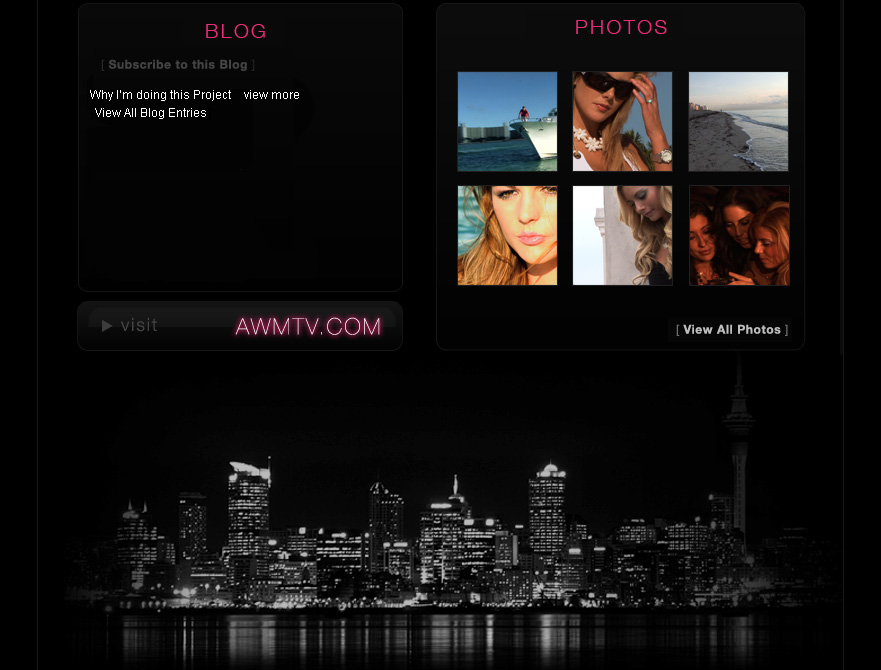 BLOG
[ Subscribe to this Blog ]
Why I'm doing this Project view more
View All Blog Entries
visit AWMTV.COM
PHOTOS
[ View All Photos ]